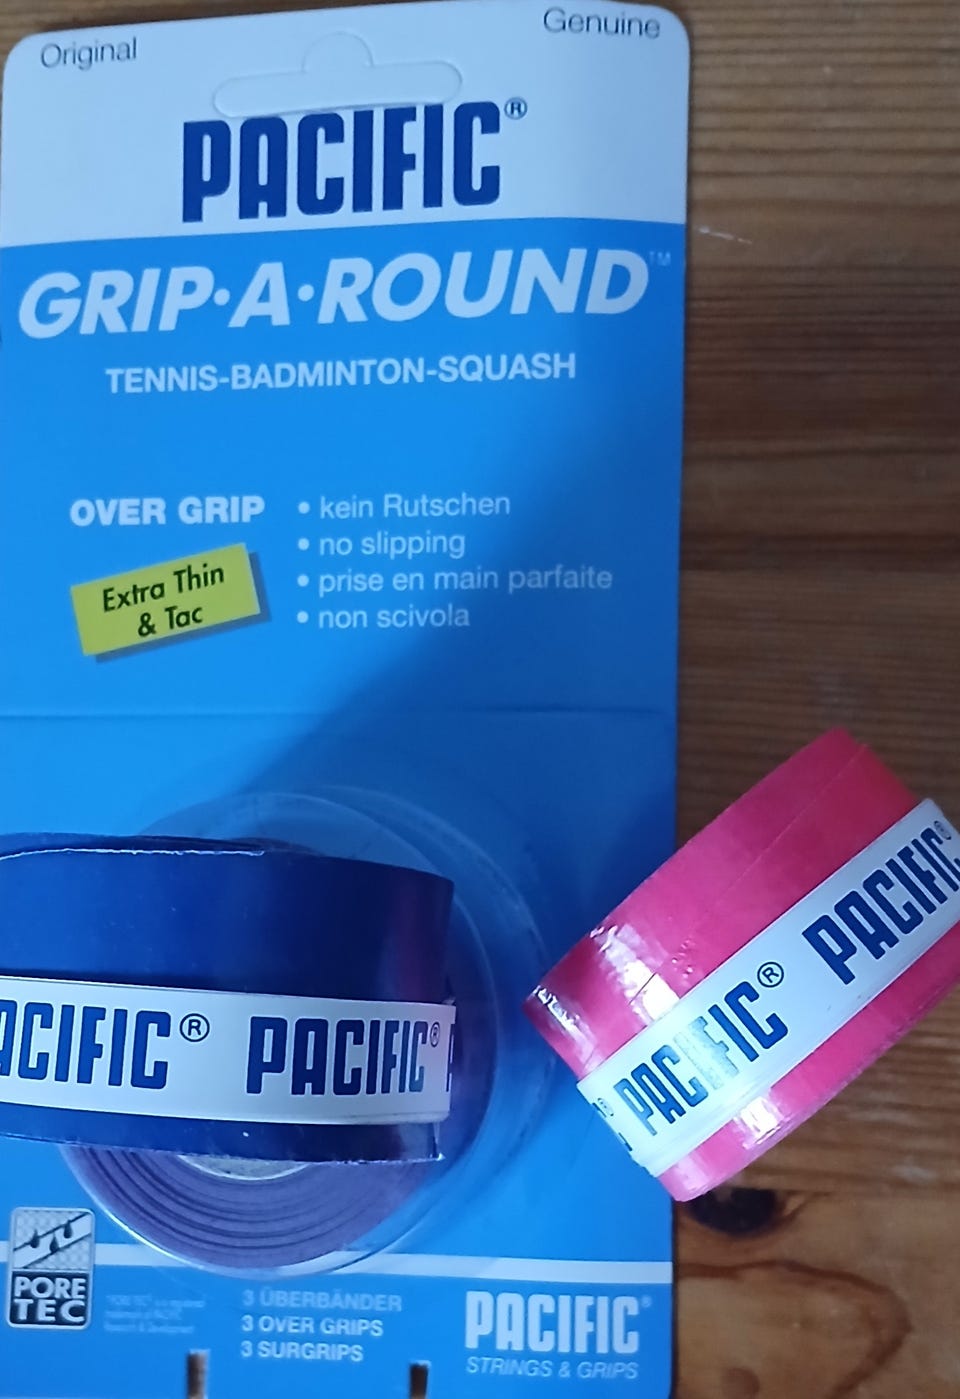 Original
Genuine
PACIFIC®
GRIP·A·ROUND™
TENNIS-BADMINTON-SQUASH
OVER GRIP
• kein Rutschen
• no slipping
• prise en main parfaite
• non scivola
Extra Thin
& Tac
PACIFIC® PACIFIC®
ACIFIC® PACIFIC®
PORE
TEC
3 ÜBERBÄNDER
3 OVER GRIPS
3 SURGRIPS
PACIFIC®
STRINGS & GRIPS